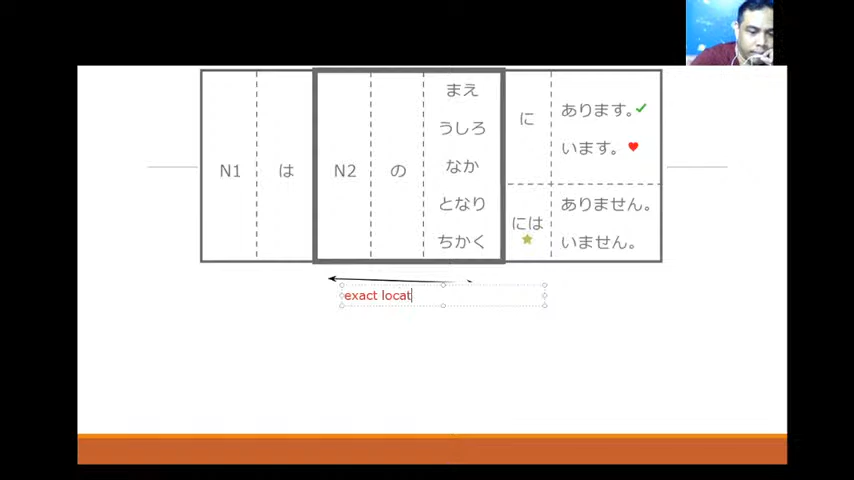 N1 は N2 の
まえ
うしろ
なか
となり
ちかく
に
あります。
います。
には
ありません。
いません。
exact locat